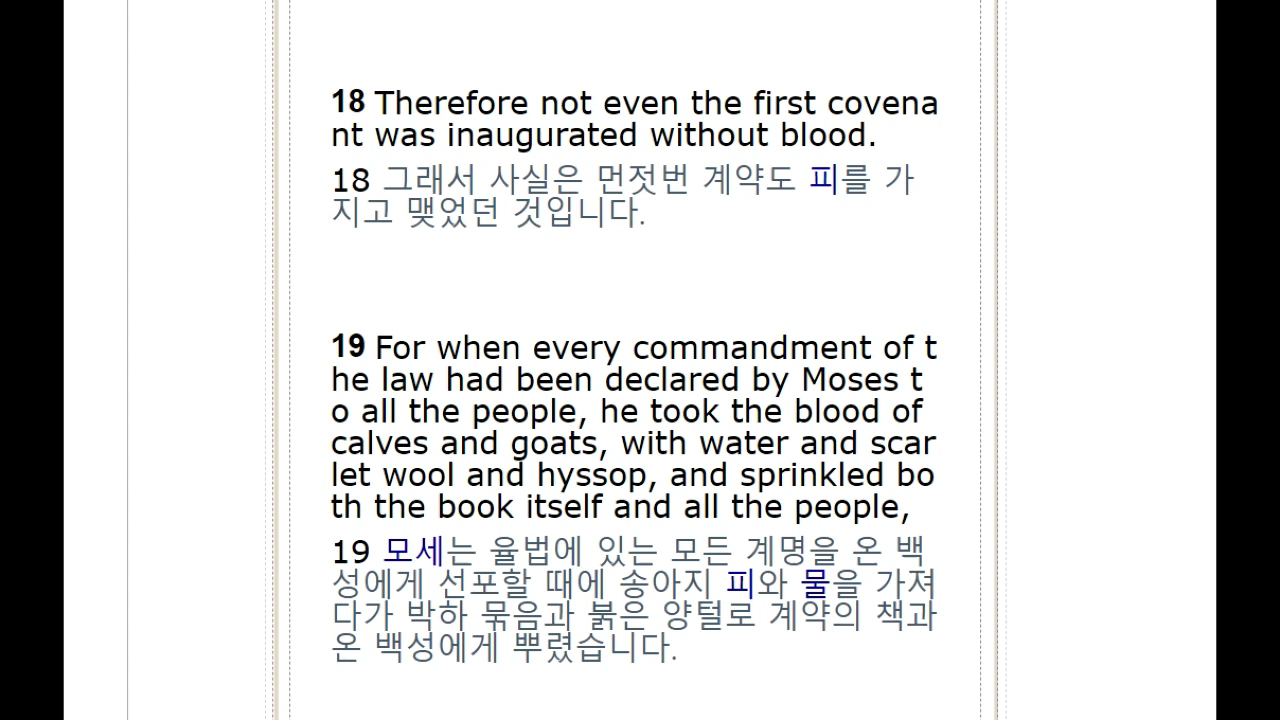 18 Therefore not even the first covena
nt was inaugurated without blood.
18 그래서 사실은 먼젓번 계약도 피를 가
지고 맺었던 것입니다.
19 For when every commandment of t
he law had been declared by Moses t
o all the people, he took the blood of
calves and goats, with water and scar
let wool and hyssop, and sprinkled bo
th the book itself and all the people,
19 모세는 율법에 있는 모든 계명을 온 백
성에게 선포할 때에 송아지 피와 물을 가져
다가 박하 묶음과 붉은 양털로 계약의 책과
온 백성에게 뿌렸습니다.